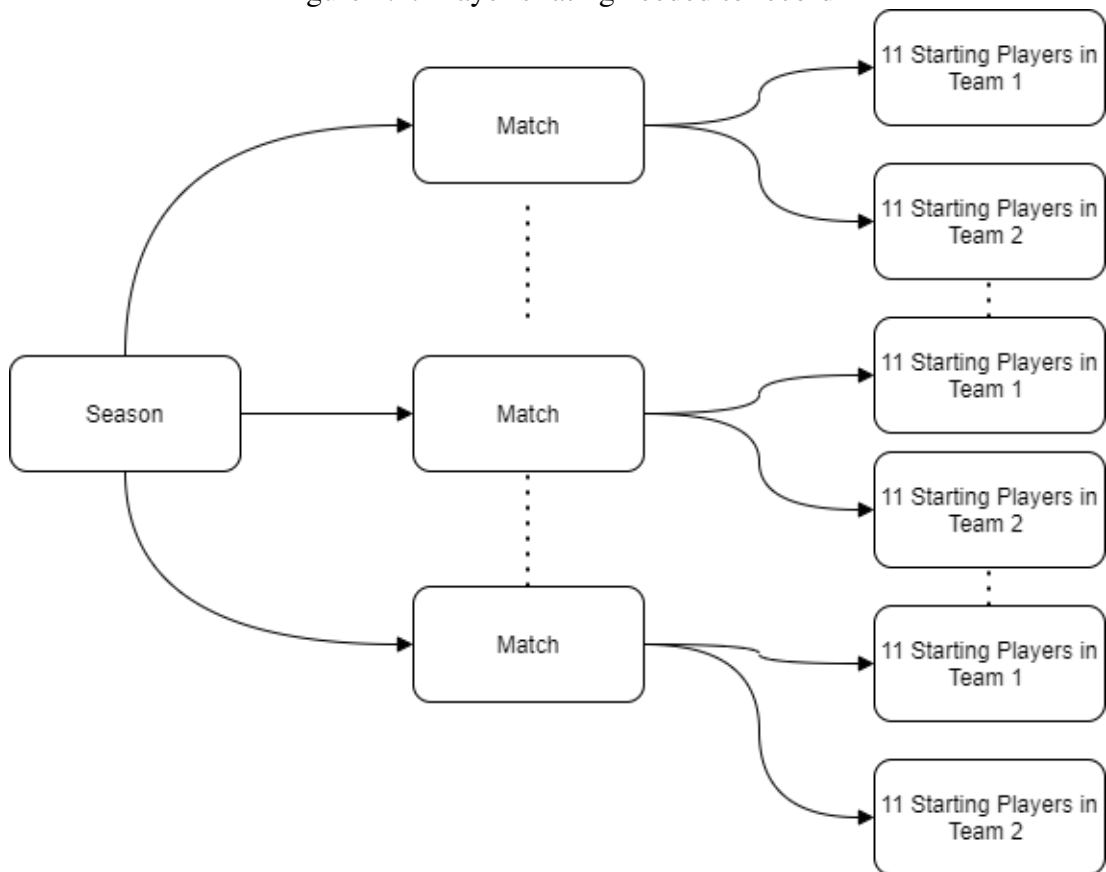 Season
Match
Match
Match
11 Starting Players in
Team 1
11 Starting Players in
Team 2
11 Starting Players in
Team 1
11 Starting Players in
Team 2
11 Starting Players in
Team 1
11 Starting Players in
Team 2